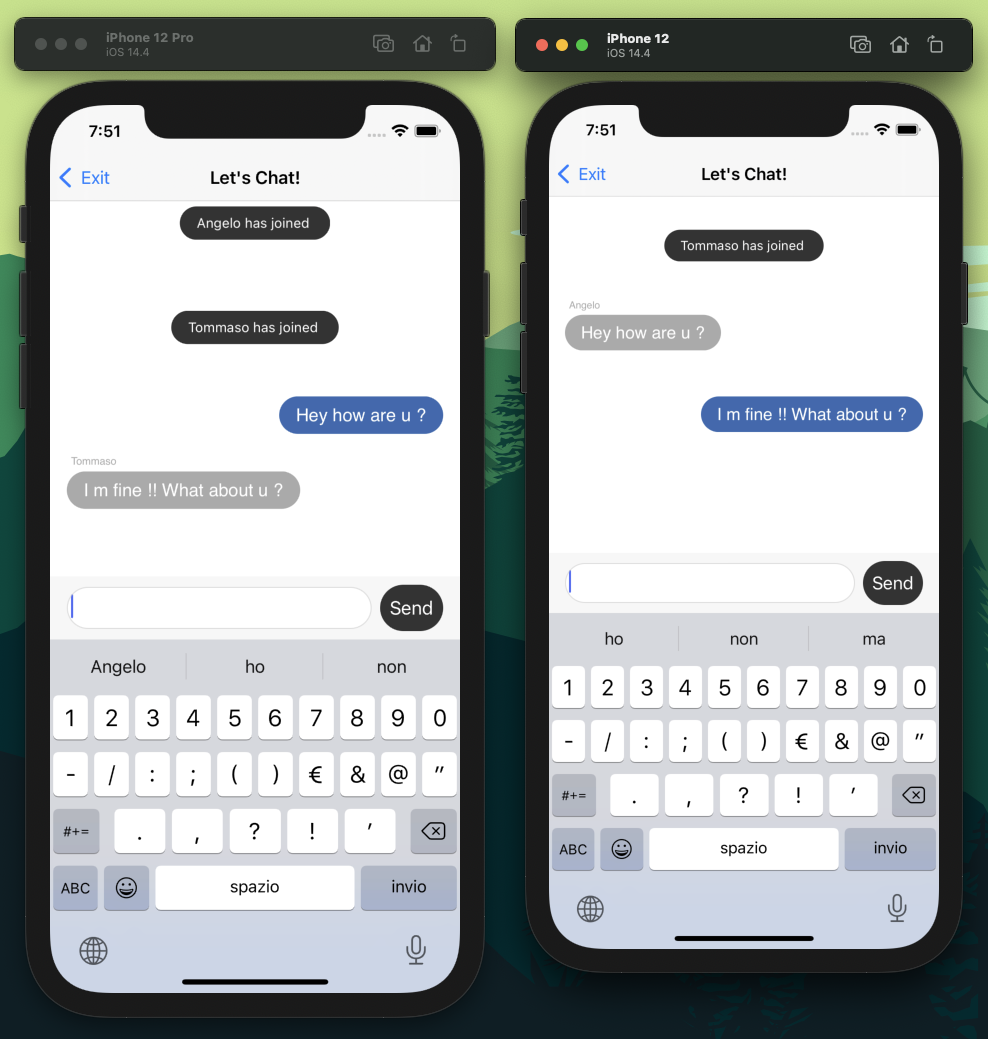 iPhone 12 Pro
iOS 14.4
7:51
Exit
Let's Chat!
Angelo has joined
Tommaso has joined
Hey how are u ?
Tommaso
I m fine !! What about u ?
Send
Angelo ho non
1 2 3 4 5 6 7 8 9 0
- / : ; ( ) € & @ "
#+= . , ? ! '
ABC spazio invio
iPhone 12
iOS 14.4
7:51
Exit
Let's Chat!
Tommaso has joined
Angelo
Hey how are u ?
I m fine !! What about u ?
Send
ho non ma
1 2 3 4 5 6 7 8 9 0
- / : ; ( ) € & @ "
#+= . , ? ! '
ABC spazio invio